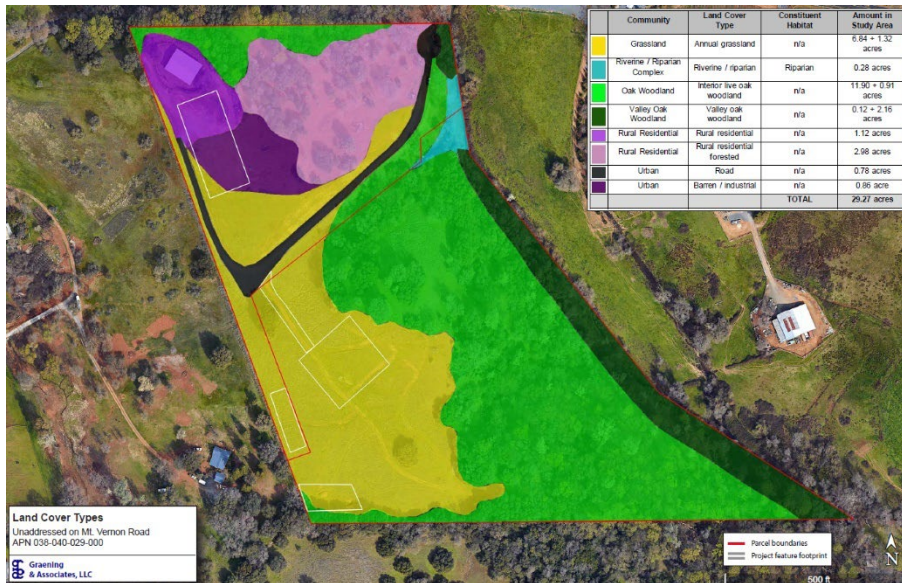 Community Land Cover Type Constituent Habitat Amount in Study Area
Grassland Annual grassland n/a 6.64 + 1.32 acres
Riverine / Riparian Complex Riverine / riparian Riparian 0.28 acres
Oak Woodland Interior live oak woodland n/a 11.90 + 0.91 acres
Valley Oak Woodland Valley oak woodland n/a 0.12 + 2.16 acres
Rural Residential Rural residential n/a 1.12 acres
Rural Residential Rural residential forested n/a 2.98 acres
Urban Road n/a 0.78 acres
Urban Barren / industrial n/a 0.86 acre
TOTAL 29.27 acres
Land Cover Types
Unaddressed on Mt. Vernon Road
APN 038-040-029-000
Graening
& Associates, LLC
Parcel boundaries
Project feature footprint
N
500 ft